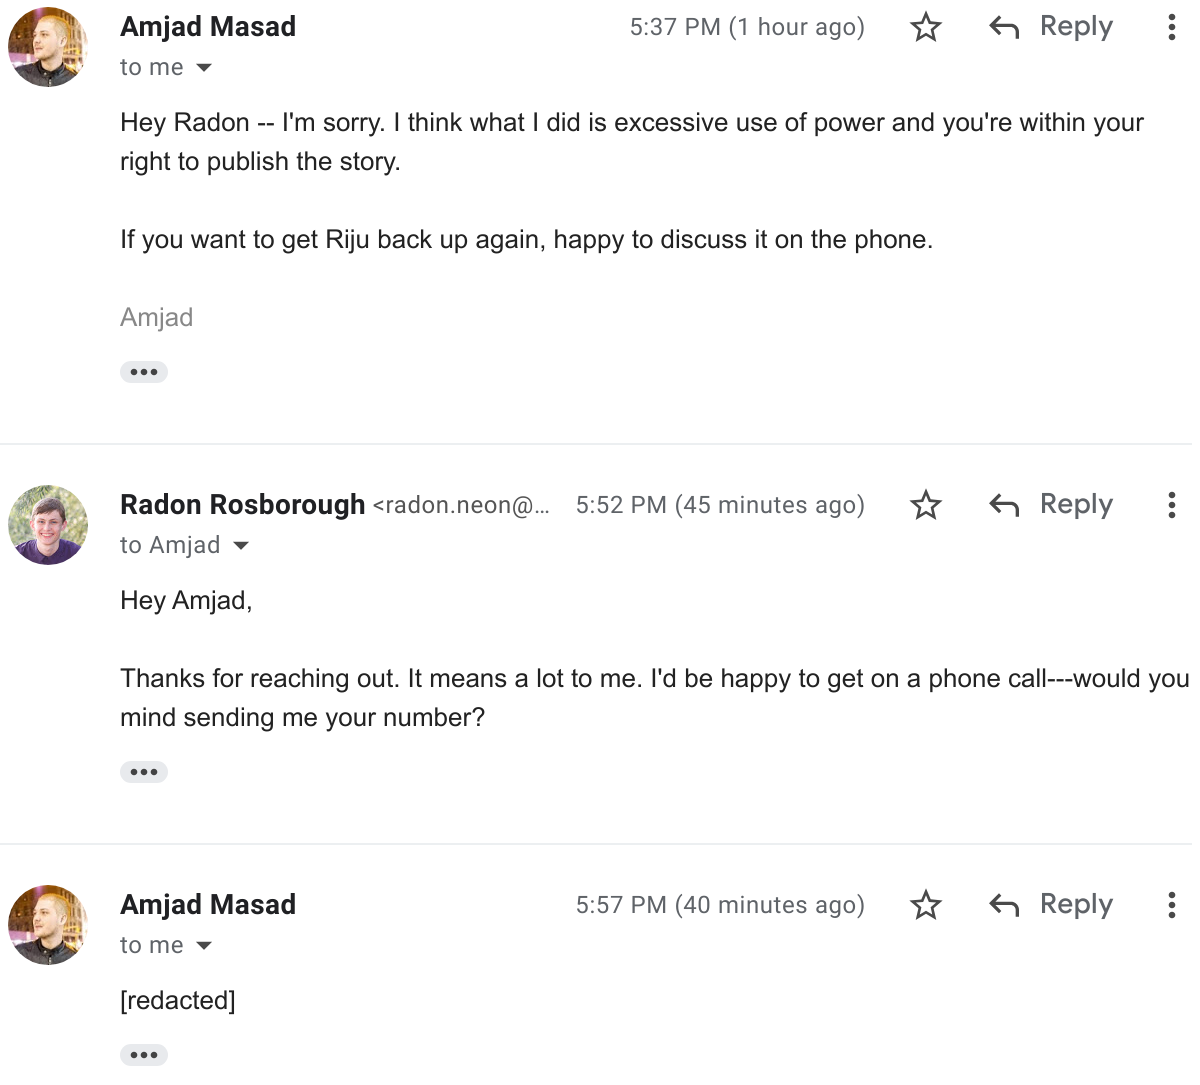 Amjad Masad 5:37 PM (1 hour ago) Reply
to me
Hey Radon -- I'm sorry. I think what I did is excessive use of power and you're within your
right to publish the story.
If you want to get Riju back up again, happy to discuss it on the phone.
Amjad
Radon Rosborough <radon.neon@... 5:52 PM (45 minutes ago) Reply
to Amjad
Hey Amjad,
Thanks for reaching out. It means a lot to me. I'd be happy to get on a phone call---would you
mind sending me your number?
Amjad Masad 5:57 PM (40 minutes ago) Reply
to me
[redacted]